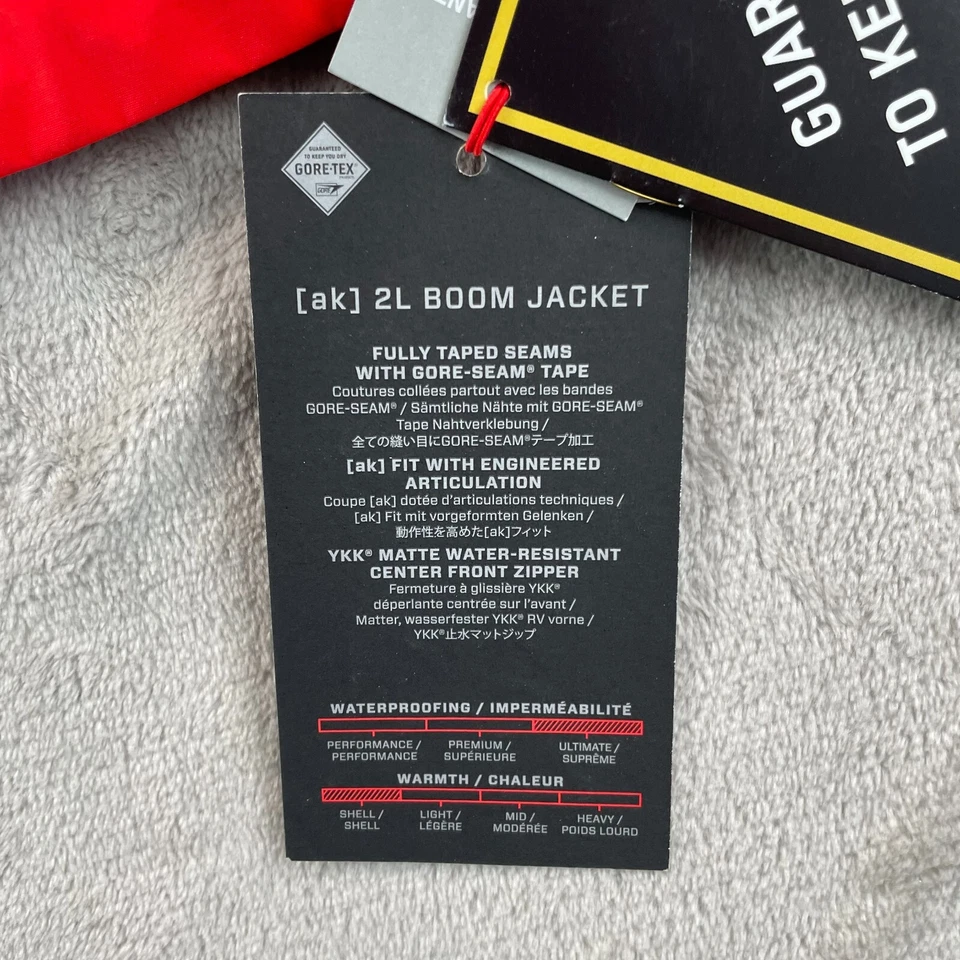 GUAR
TO KE
GUARANTEED
TO KEEP YOU DRY
GORE-TEX®
GORE
[ak] 2L BOOM JACKET
FULLY TAPED SEAMS
WITH GORE-SEAM® TAPE
Coutures collées partout avec les bandes
GORE-SEAM® / Sämtliche Nähte mit GORE-SEAM®
Tape Nahtverklebung /
全ての縫い目にGORE-SEAM®テープ加工
[ak] FIT WITH ENGINEERED
ARTICULATION
Coupe [ak] dotée d'articulations techniques /
[ak] Fit mit vorgeformten Gelenken /
動作性を高めた[ak]フィット
YKK® MATTE WATER-RESISTANT
CENTER FRONT ZIPPER
Fermeture à glissière YKK®
déperlante centrée sur l'avant /
Matter, wasserfester YKK® RV vorne /
YKK®止水マットジップ
WATERPROOFING / IMPERMÉABILITÉ
PERFORMANCE / PREMIUM / ULTIMATE /
PERFORMANCE SUPÉRIEURE SUPRÊME
WARMTH / CHALEUR
SHELL / LIGHT / MID / HEAVY /
SHELL LÉGÈRE MODÉRÉE POIDS LOURD